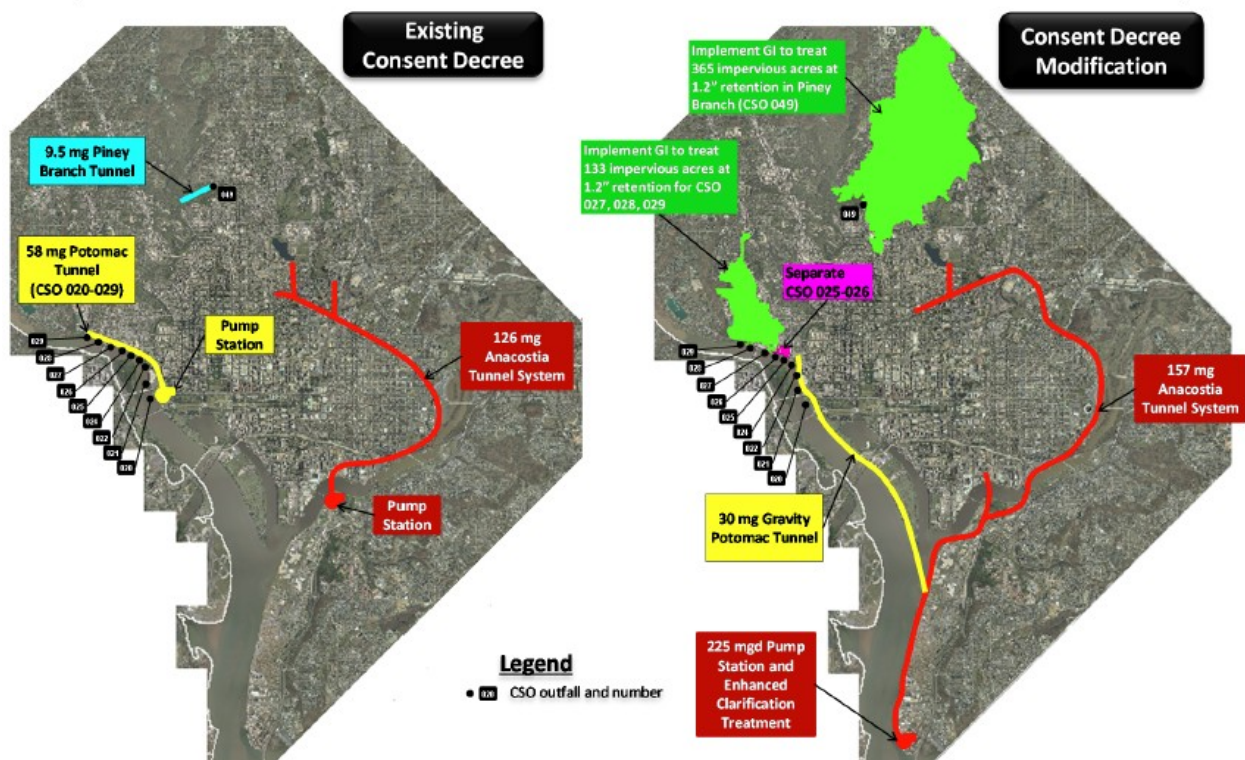 Existing
Consent Decree
9.5 mg Piney
Branch Tunnel
049
58 mg Potomac
Tunnel
(CSO 020-029)
Pump
Station
029
028
027
026
025
024
022
021
020
126 mg
Anacostia
Tunnel System
Pump
Station
Legend
020 CSO outfall and number
Consent Decree
Modification
Implement GI to treat
365 impervious acres at
1.2" retention in Piney
Branch (CSO 049)
Implement GI to treat
133 impervious acres at
1.2" retention for CSO
027, 028, 029
049
Separate
CSO 025-026
029
028
027
026
025
024
022
021
020
157 mg
Anacostia
Tunnel System
30 mg Gravity
Potomac Tunnel
225 mgd Pump
Station and
Enhanced
Clarification
Treatment